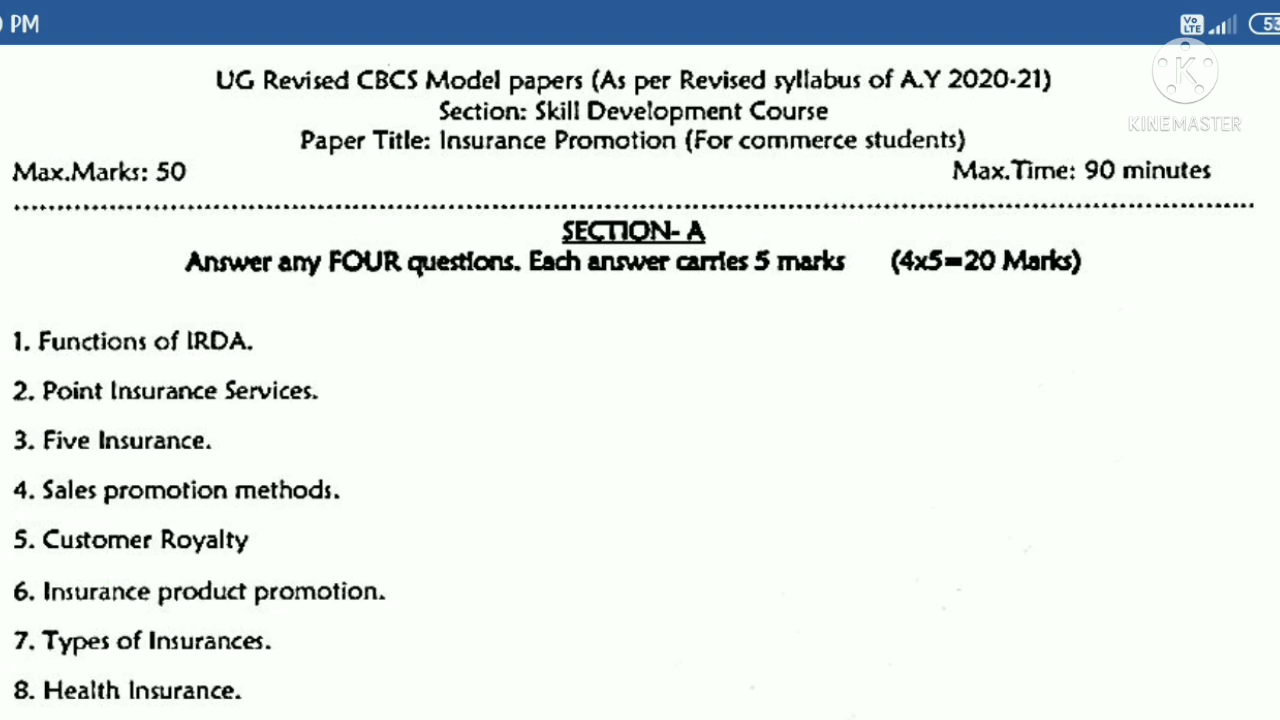 PM
Vo
LTE
53
K
KINEMASTER
UG Revised CBCS Model papers (As per Revised syllabus of A.Y 2020-21)
Section: Skill Development Course
Paper Title: Insurance Promotion (For commerce students)
Max.Marks: 50
Max.Time: 90 minutes
SECTION- A
Answer any FOUR questions. Each answer carries 5 marks (4x5=20 Marks)
1. Functions of IRDA.
2. Point Insurance Services.
3. Five Insurance.
4. Sales promotion methods.
5. Customer Royalty
6. Insurance product promotion.
7. Types of Insurances.
8. Health Insurance.